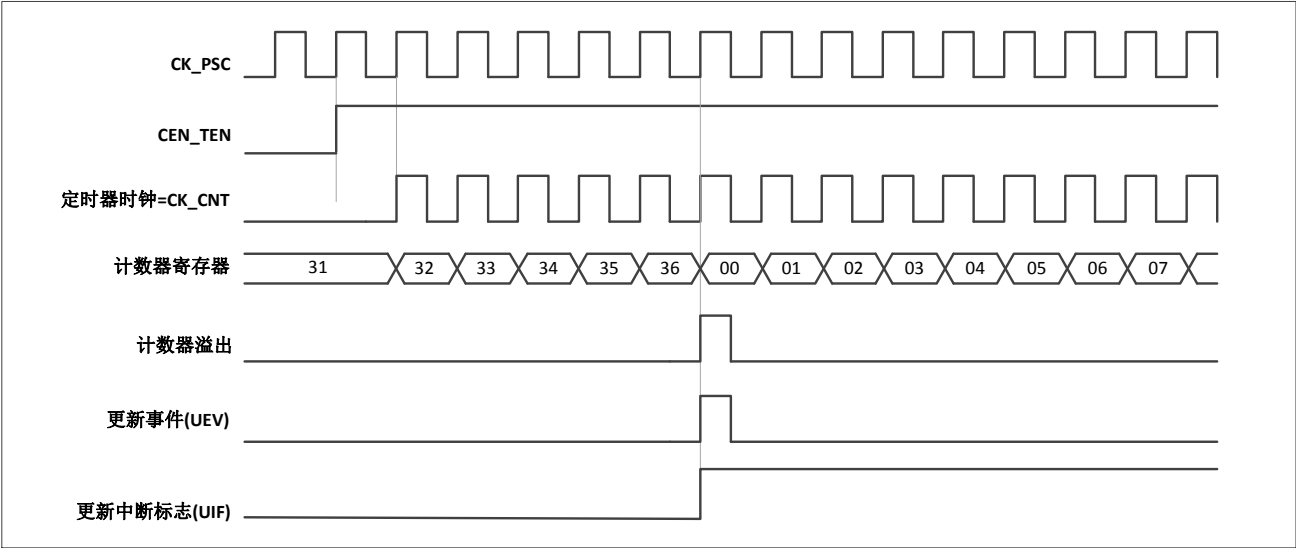 CK_PSC
CEN_TEN
定时器时钟=CK_CNT
计数器寄存器 31 32 33 34 35 36 00 01 02 03 04 05 06 07
计数器溢出
更新事件(UEV)
更新中断标志(UIF)